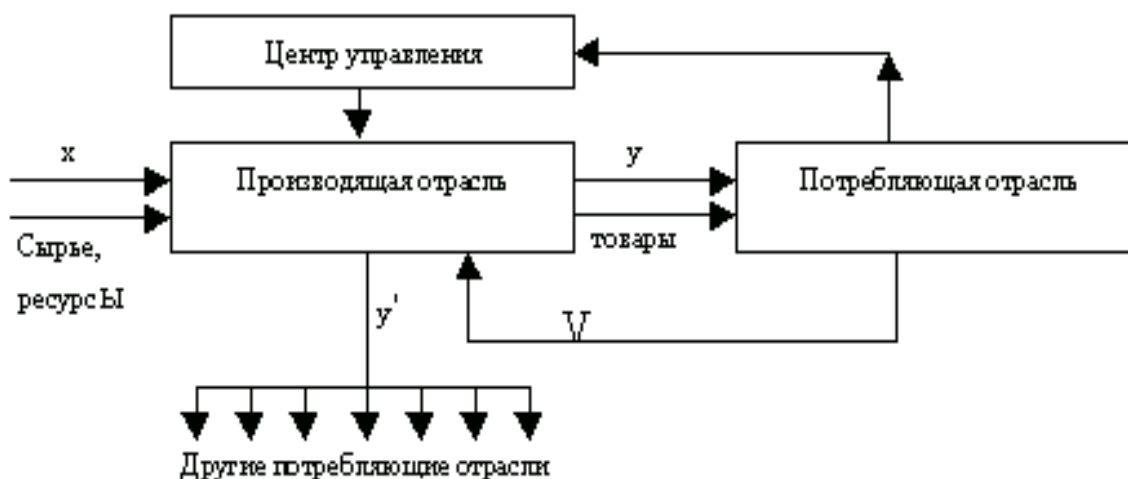 Центр управления
x
Производящая отрасль
y
Потребляющая отрасль
Сырье,
ресурсЫ
товары
y'
V
Другие потребляющие отрасли